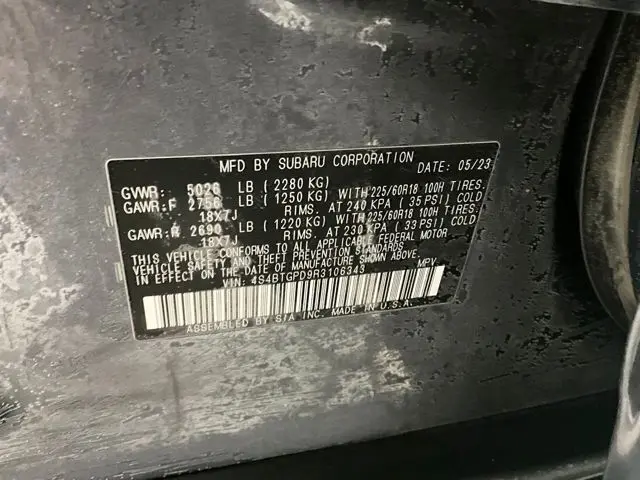 MFD BY SUBARU CORPORATION DATE: 05/23
GVWR: 5026 LB (2280 KG)
GAWR:F 2756 LB (1250 KG) WITH 225/60R18 100H TIRES.
18X7J RIMS. AT 240 KPA (35 PSI) COLD
GAWR:R 2690 LB (1220 KG) WITH 225/60R18 100H TIRES.
18X7J RIMS. AT 230 KPA (33 PSI) COLD
THIS VEHICLE CONFORMS TO ALL APPLICABLE FEDERAL MOTOR
VEHICLE SAFETY AND THEFT PREVENTION STANDARDS
IN EFFECT ON THE DATE OF MANUFACTURE SHOWN ABOVE.
VIN: 4S4BTGPD9R3106343 MPV
ASSEMBLED BY SIA INC. MADE IN U.S.A.